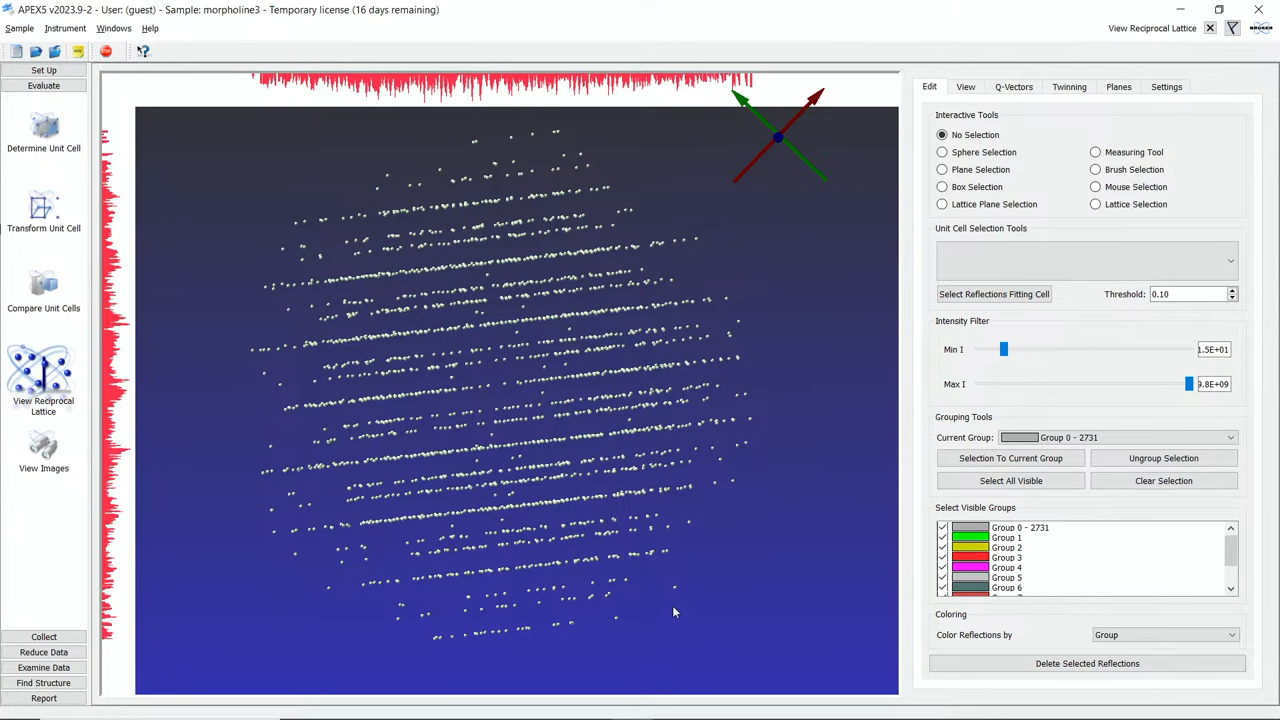 APEX5 v2023.9-2 - User: (guest) - Sample: morpholine3 - Temporary license (16 days remaining)
Sample Instrument Windows Help
View Reciprocal Lattice
Set Up
Evaluate
Determine Unit Cell
Transform Unit Cell
Compare Unit Cells
View Reciprocal
Lattice
View Images
Collect
Reduce Data
Examine Data
Find Structure
Report
Edit View Q-Vectors Twinning Planes Settings
Interactive Tools
No Selection
Sphere Selection Measuring Tool
Plane Selection Brush Selection
Box Selection Mouse Selection
Lattice Plane Selection Lattice Selection
Unit Cell Selection Tools
Select Reflections Fitting Cell Threshold: 0.10
Intensity Filter
Min I 1.5E+01
Max I 9.8E+09
Grouping Tools
Current Group: Group 0 - 2731
Selection To Current Group Ungroup Selection
Select All Visible Clear Selection
Select Visible Groups
Group 0 - 2731
Group 1
Group 2
Group 3
Group 4
Group 5
Group 6
Coloring
Color Reflections by Group
Delete Selected Reflections